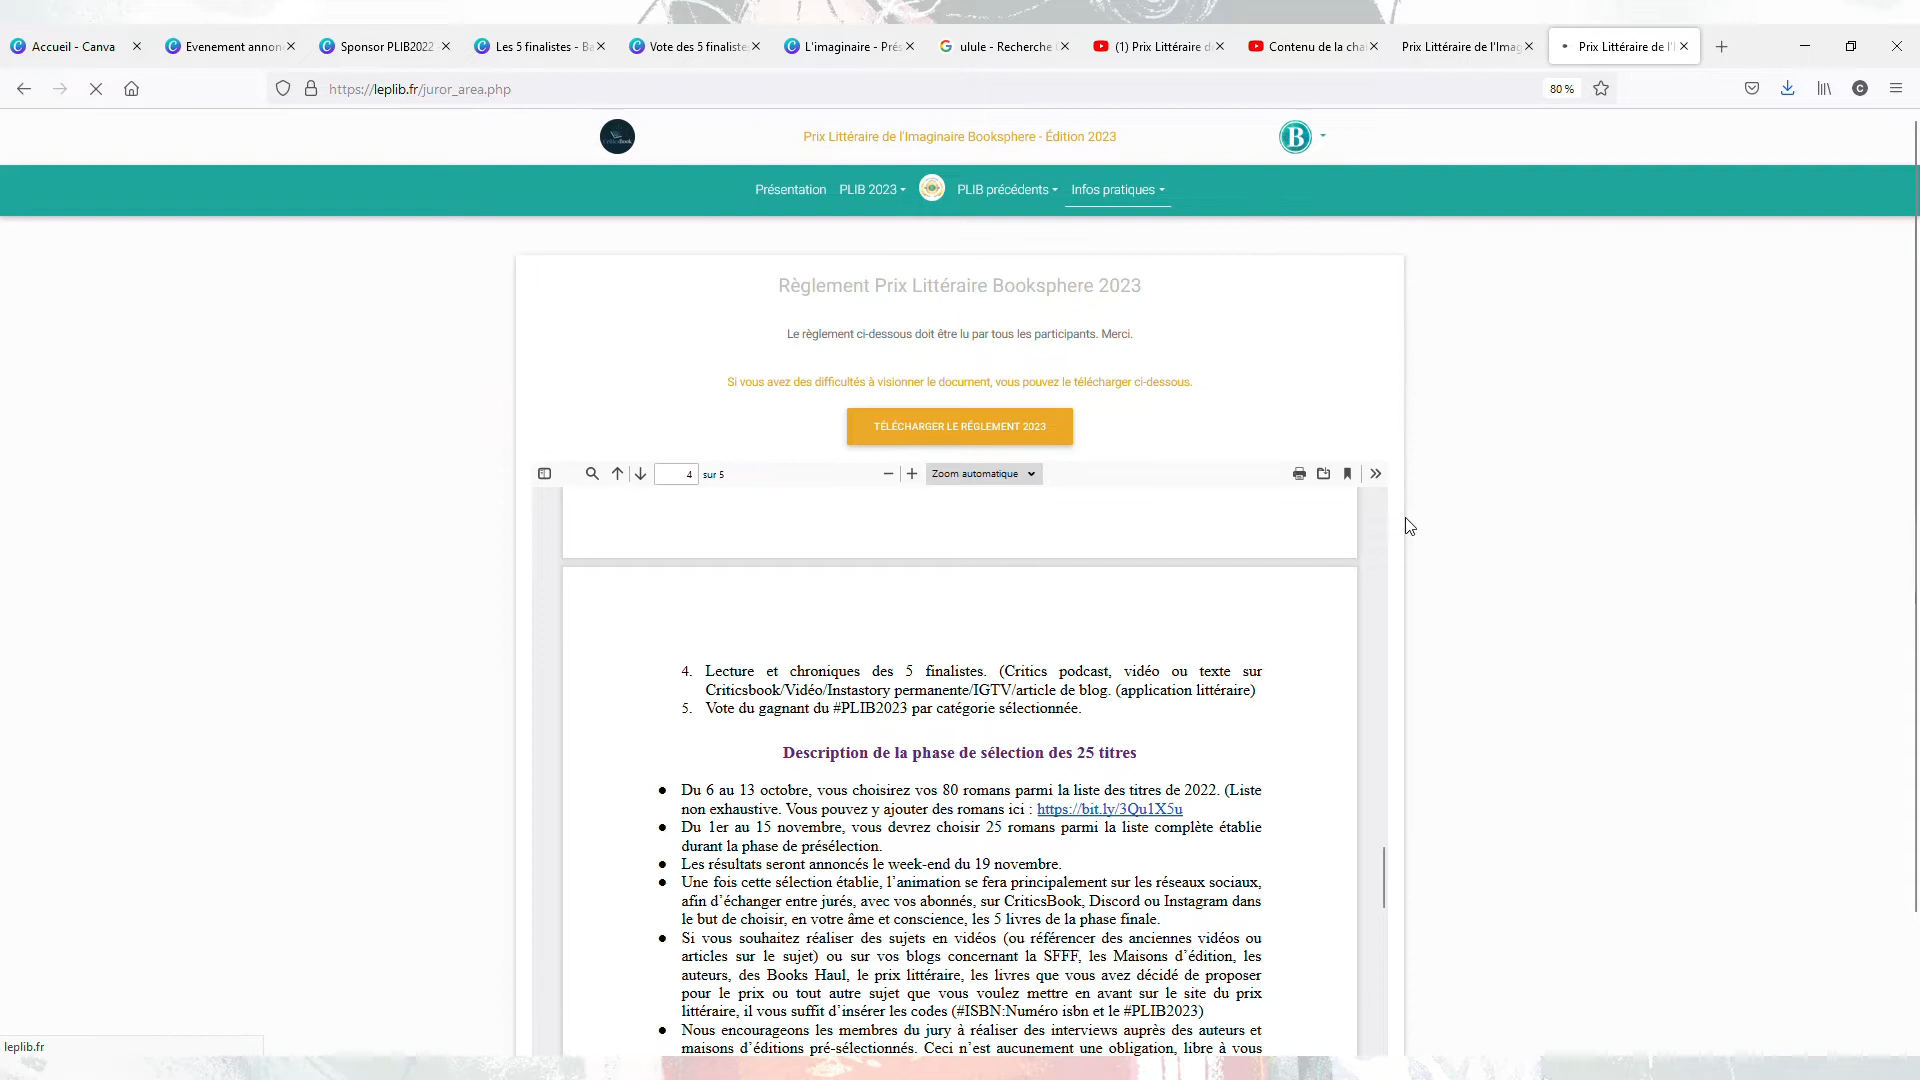 Accueil - Canva
Evenement annon
Sponsor PLIB2022
Les 5 finalistes - Ba
Vote des 5 finaliste
L'imaginaire - Prés
ulule - Recherche
(1) Prix Littéraire d
Contenu de la cha
Prix Littéraire de l'Imag
Prix Littéraire de l'I
https://leplib.fr/juror_area.php
80 %
C
Prix Littéraire de l'Imaginaire Booksphere - Édition 2023
B
Présentation
PLIB 2023
PLIB précédents
Infos pratiques
Règlement Prix Littéraire Booksphere 2023
Le règlement ci-dessous doit être lu par tous les participants. Merci.
Si vous avez des difficultés à visionner le document, vous pouvez le télécharger ci-dessous.
TÉLÉCHARGER LE RÉGLEMENT 2023
4 sur 5
Zoom automatique
4. Lecture et chroniques des 5 finalistes. (Critics podcast, vidéo ou texte sur
Criticsbook/Vidéo/Instastory permanente/IGTV/article de blog. (application littéraire)
5. Vote du gagnant du #PLIB2023 par catégorie sélectionnée.
Description de la phase de sélection des 25 titres
● Du 6 au 13 octobre, vous choisirez vos 80 romans parmi la liste des titres de 2022. (Liste
non exhaustive. Vous pouvez y ajouter des romans ici : https://bit.ly/3Qu1X5u
● Du 1er au 15 novembre, vous devrez choisir 25 romans parmi la liste complète établie
durant la phase de présélection.
● Les résultats seront annoncés le week-end du 19 novembre.
● Une fois cette sélection établie, l'animation se fera principalement sur les réseaux sociaux,
afin d'échanger entre jurés, avec vos abonnés, sur CriticsBook, Discord ou Instagram dans
le but de choisir, en votre âme et conscience, les 5 livres de la phase finale.
● Si vous souhaitez réaliser des sujets en vidéos (ou référencer des anciennes vidéos ou
articles sur le sujet) ou sur vos blogs concernant la SFFF, les Maisons d'édition, les
auteurs, des Books Haul, le prix littéraire, les livres que vous avez décidé de proposer
pour le prix ou tout autre sujet que vous voulez mettre en avant sur le site du prix
littéraire, il vous suffit d'insérer les codes (#ISBN:Numéro isbn et le #PLIB2023)
● Nous encourageons les membres du jury à réaliser des interviews auprès des auteurs et
maisons d'éditions pré-sélectionnés. Ceci n'est aucunement une obligation, libre à vous
leplib.fr